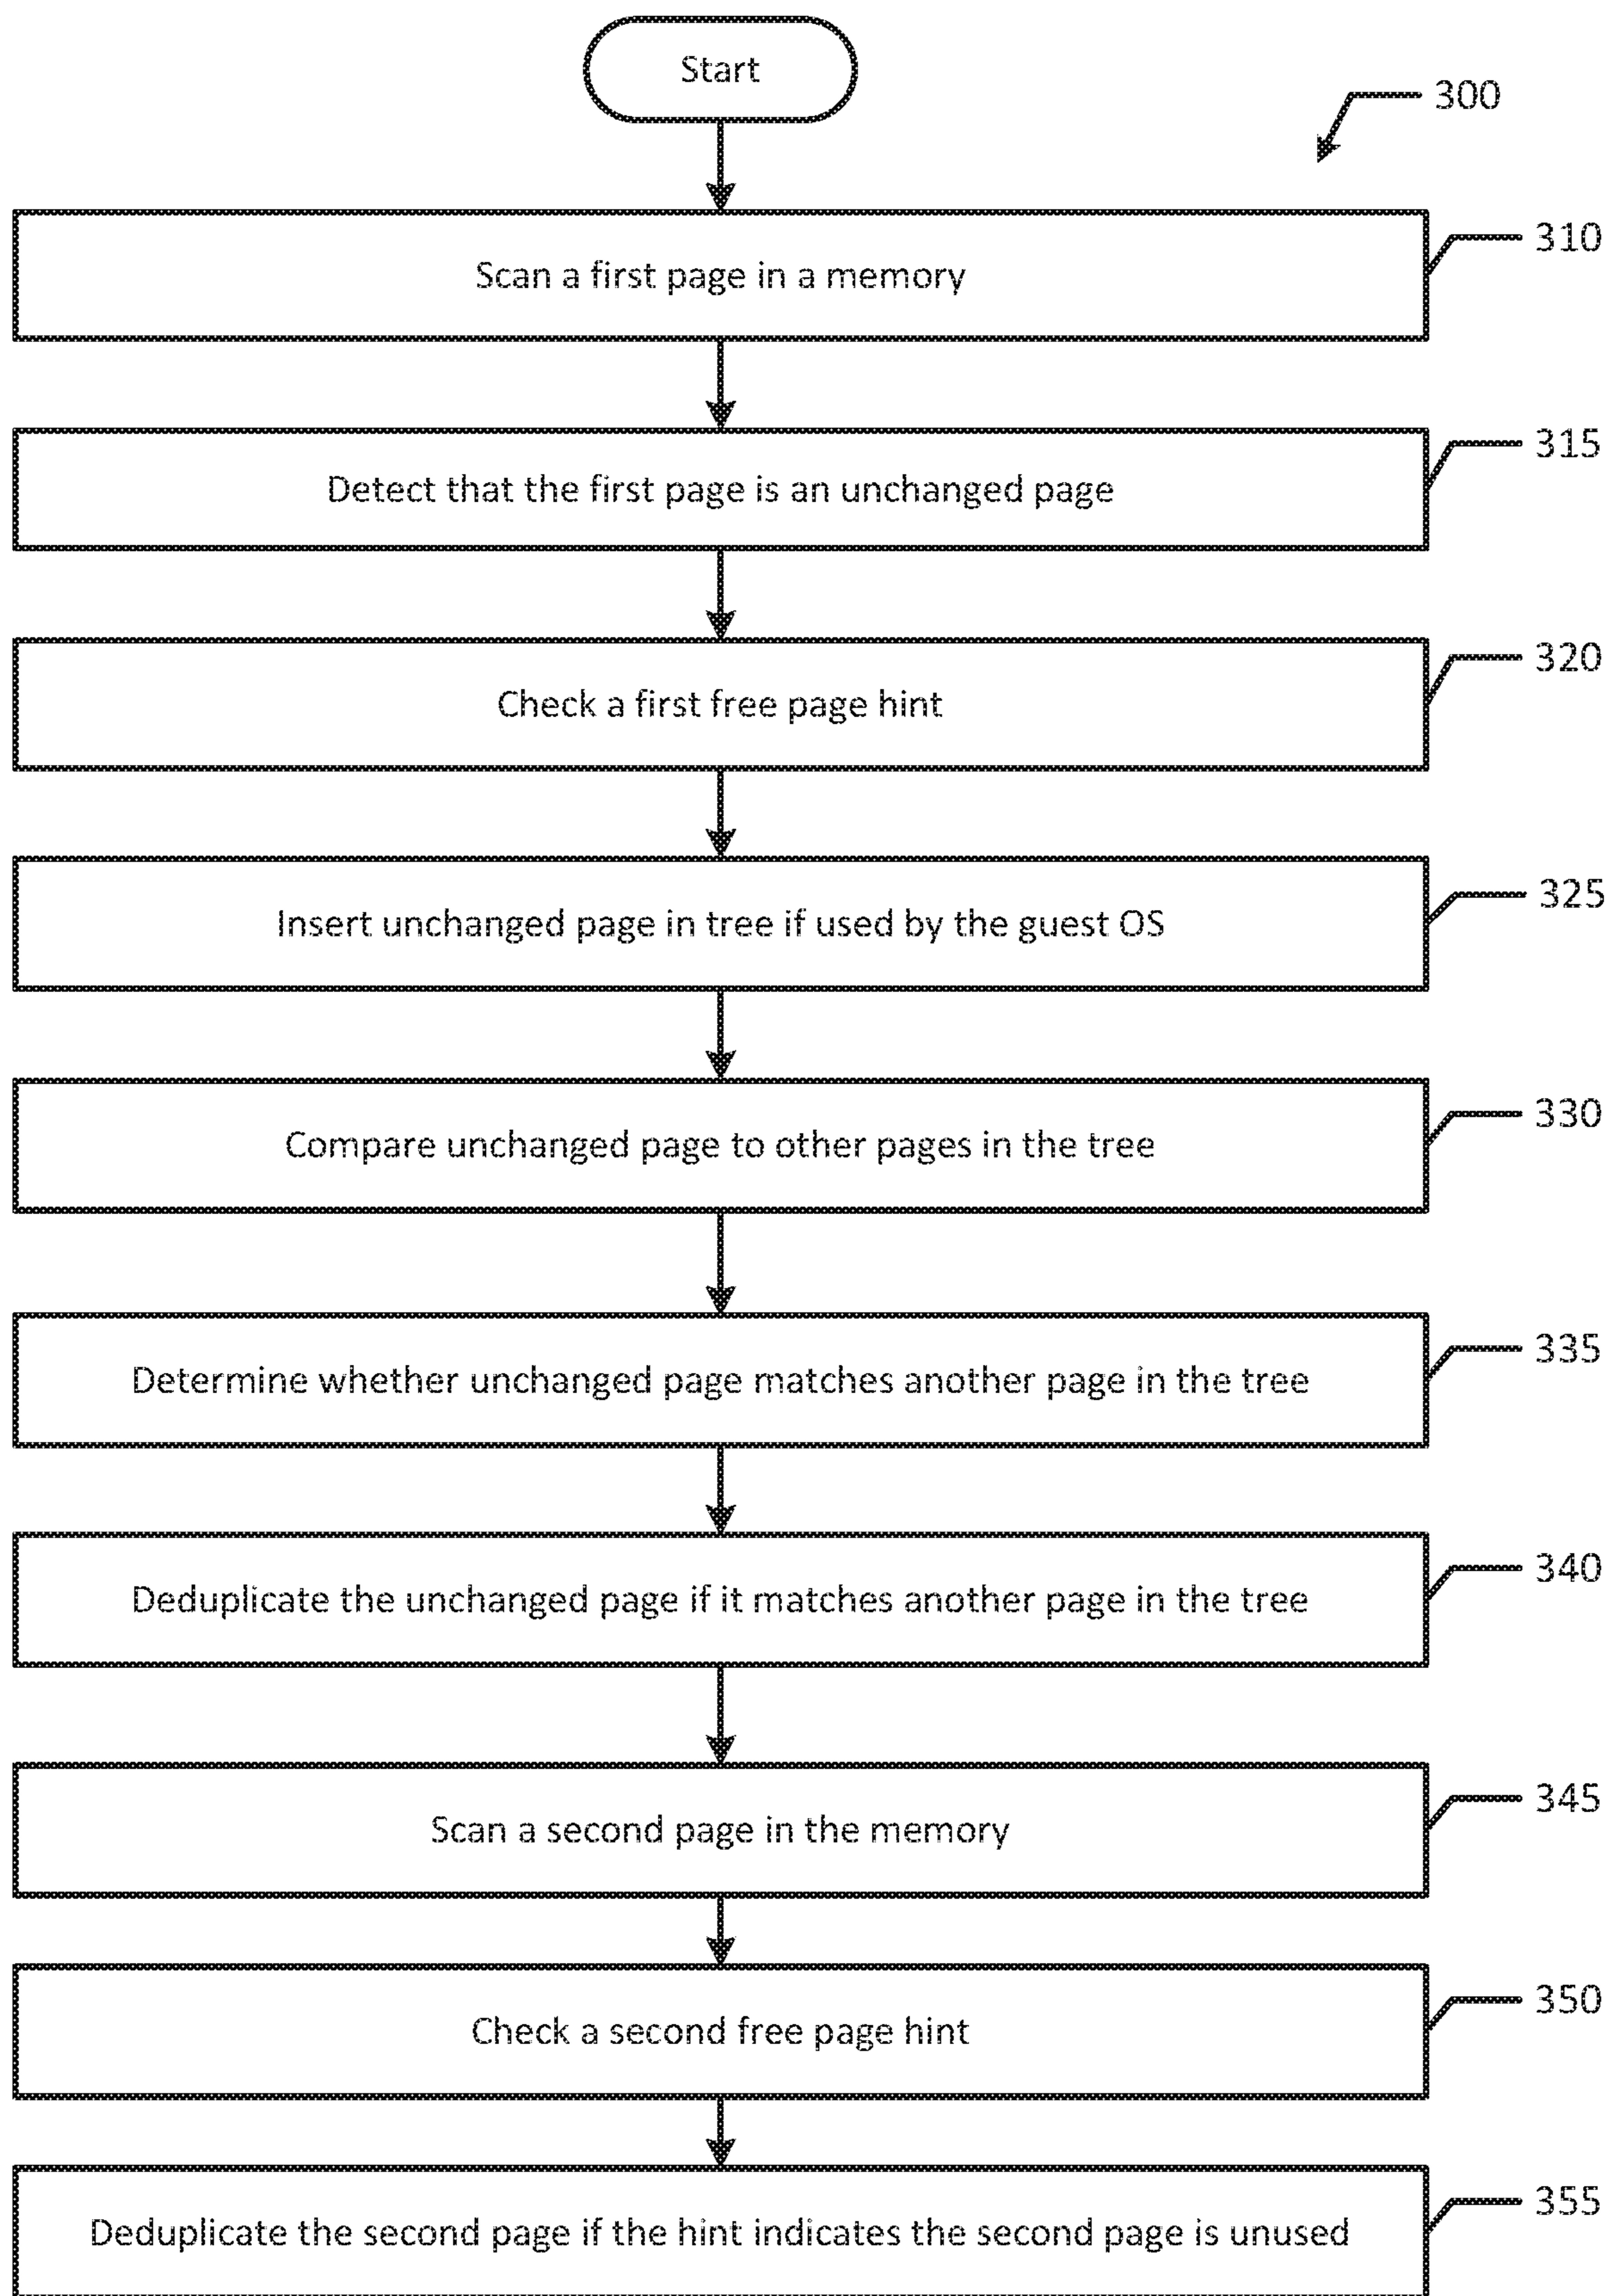 Start
300
Scan a first page in a memory
310
Detect that the first page is an unchanged page
315
Check a first free page hint
320
Insert unchanged page in tree if used by the guest OS
325
Compare unchanged page to other pages in the tree
330
Determine whether unchanged page matches another page in the tree
335
Deduplicate the unchanged page if it matches another page in the tree
340
Scan a second page in the memory
345
Check a second free page hint
350
Deduplicate the second page if the hint indicates the second page is unused
355